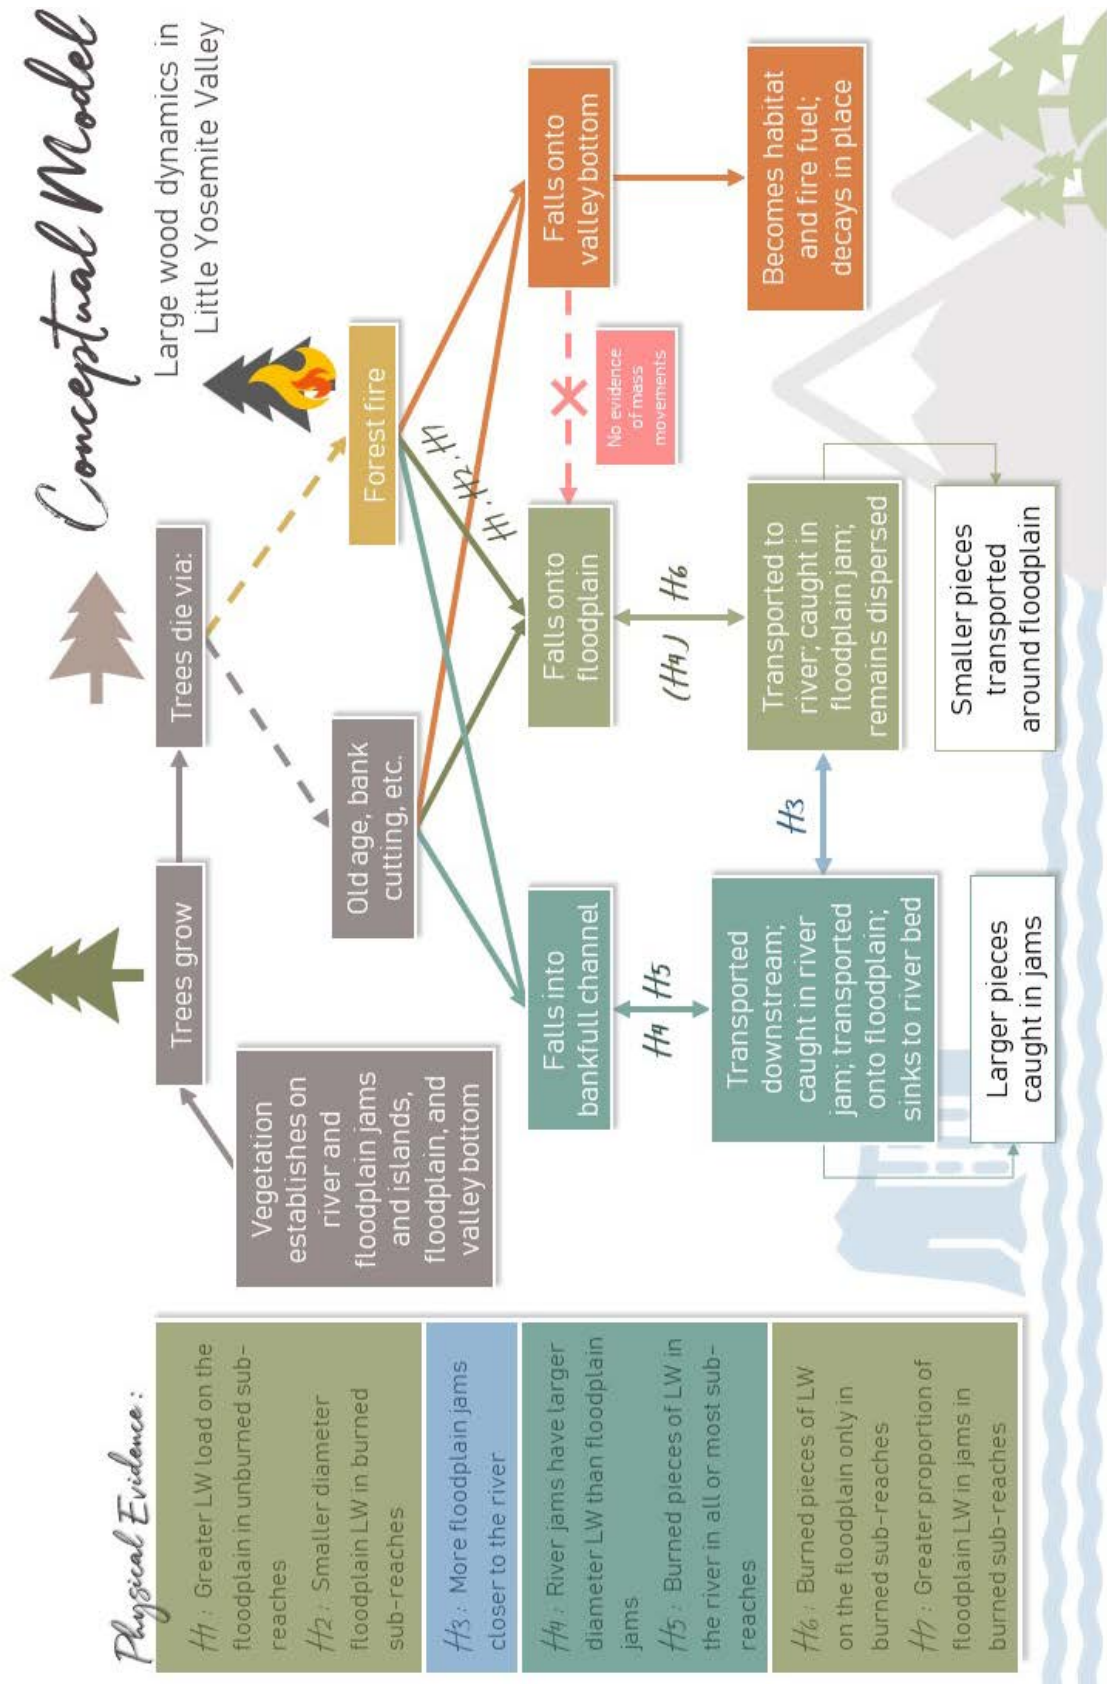 Conceptual Model
Large wood dynamics in
Little Yosemite Valley
Physical Evidence:
H1: Greater LW load on the
floodplain in unburned sub-
reaches
H2: Smaller diameter
floodplain LW in burned
sub-reaches
H3: More floodplain jams
closer to the river
H4: River jams have larger
diameter LW than floodplain
jams
H5: Burned pieces of LW in
the river in all or most sub-
reaches
H6: Burned pieces of LW
on the floodplain only in
burned sub-reaches
H7: Greater proportion of
floodplain LW in jams in
burned sub-reaches
Vegetation
establishes on
river and
floodplain jams
and islands,
floodplain, and
valley bottom
Trees grow
Trees die via:
Old age, bank
cutting, etc.
Forest fire
H1, H2, H7
Falls into
bankfull channel
Falls onto
floodplain
Falls onto
valley bottom
No evidence
of mass
movements
H4 H5
(H4) H6
Transported
downstream;
caught in river
jam; transported
onto floodplain;
sinks to river bed
H3
Transported to
river; caught in
floodplain jam;
remains dispersed
Becomes habitat
and fire fuel;
decays in place
Larger pieces
caught in jams
Smaller pieces
transported
around floodplain